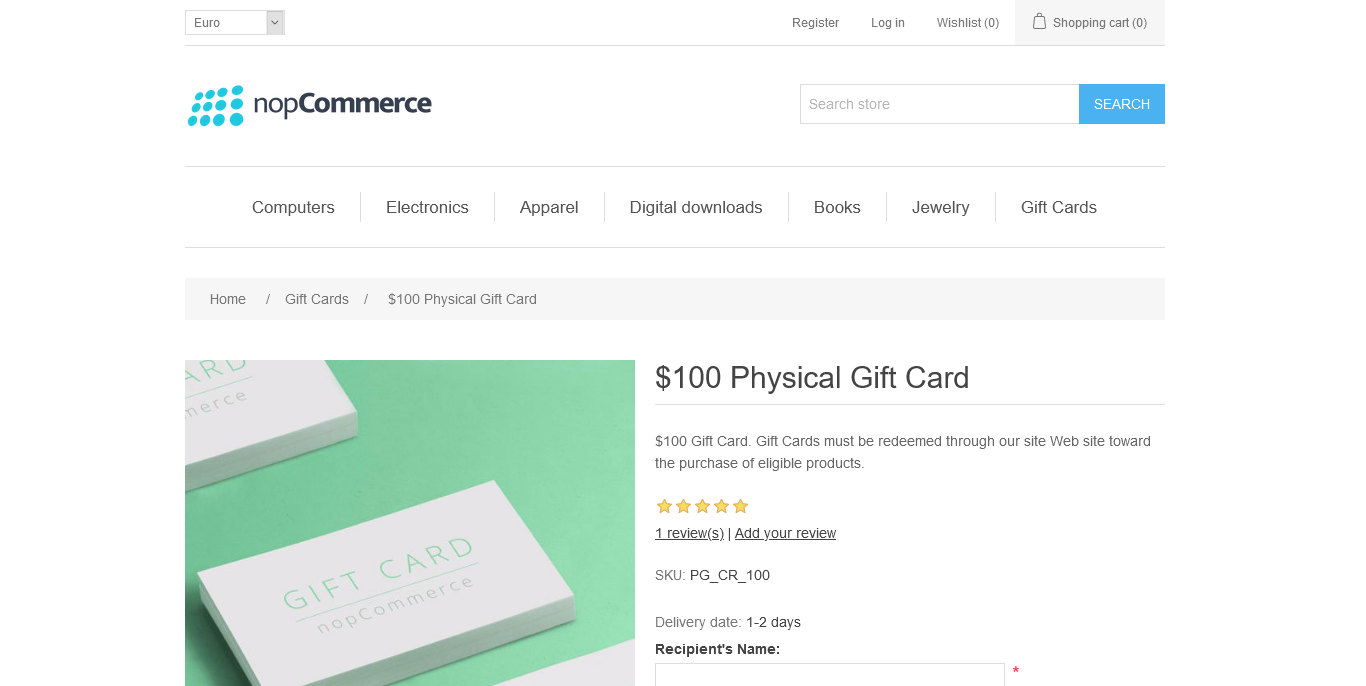 Euro
Register
Log in
Wishlist (0)
Shopping cart (0)
nopCommerce
Search store
SEARCH
Computers
Electronics
Apparel
Digital downloads
Books
Jewelry
Gift Cards
Home / Gift Cards / $100 Physical Gift Card
CARD
nopCommerce
GIFT CARD
nopCommerce
$100 Physical Gift Card
$100 Gift Card. Gift Cards must be redeemed through our site Web site toward
the purchase of eligible products.
1 review(s) | Add your review
SKU: PG_CR_100
Delivery date: 1-2 days
Recipient's Name:
*